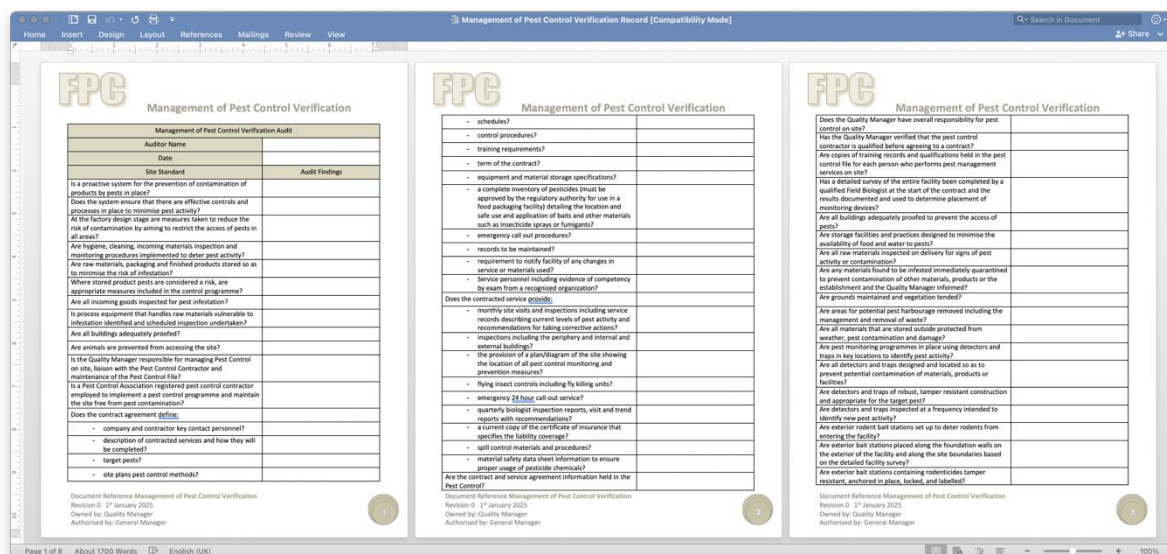 Management of Pest Control Verification Record [Compatibility Mode]
Search in Document
Home Insert Design Layout References Mailings Review View
Share
FPC
Management of Pest Control Verification
Management of Pest Control Verification Audit
Auditor Name
Date
Site Standard Audit Findings
Is a proactive system for the prevention of contamination of
products by pests in place?
Does the system ensure that there are effective controls and
processes in place to minimise pest activity?
At the factory design stage are measures taken to reduce the
risk of contamination by aiming to restrict the access of pests in
all areas?
Are hygiene, cleaning, incoming materials inspection and
monitoring procedures implemented to deter pest activity?
Are raw materials, packaging and finished products stored so as
to minimise the risk of infestation?
Where stored product pests are considered a risk, are
appropriate measures included in the control programme?
Are all incoming goods inspected for pest infestation?
Is process equipment that handles raw materials vulnerable to
infestation identified and scheduled inspection undertaken?
Are all buildings adequately proofed?
Are animals are prevented from accessing the site?
Is the Quality Manager responsible for managing Pest Control
on site, liaison with the Pest Control Contractor and
maintenance of the Pest Control File?
Is a Pest Control Association registered pest control contractor
employed to implement a pest control programme and maintain
the site free from pest contamination?
Does the contract agreement define:
- company and contractor key contact personnel?
- description of contracted services and how they will
be completed?
- target pests?
- site plans pest control methods?
Document Reference Management of Pest Control Verification
Revision 0 1st January 2025
Owned by: Quality Manager
Authorised by: General Manager
1
FPC
Management of Pest Control Verification
- schedules?
- control procedures?
- training requirements?
- term of the contract?
- equipment and material storage specifications?
- a complete inventory of pesticides (must be
approved by the regulatory authority for use in a
food packaging facility) detailing the location and
safe use and application of baits and other materials
such as insecticide sprays or fumigants?
- emergency call out procedures?
- records to be maintained?
- requirement to notify facility of any changes in
service or materials used?
- Service personnel including evidence of competency
by exam from a recognized organization?
Does the contracted service provide:
- monthly site visits and inspections including service
records describing current levels of pest activity and
recommendations for taking corrective actions?
- inspections including the periphery and internal and
external buildings?
- the provision of a plan/diagram of the site showing
the location of all pest control monitoring and
prevention measures?
- flying insect controls including fly killing units?
- emergency 24 hour call-out service?
- quarterly biologist inspection reports, visit and trend
reports with recommendations?
- a current copy of the certificate of insurance that
specifies the liability coverage?
- spill control materials and procedures?
- material safety data sheet information to ensure
proper usage of pesticide chemicals?
Are the contract and service agreement information held in the
Pest Control?
Document Reference Management of Pest Control Verification
Revision 0 1st January 2025
Owned by: Quality Manager
Authorised by: General Manager
2
FPC
Management of Pest Control Verification
Does the Quality Manager have overall responsibility for pest
control on site?
Has the Quality Manager verified that the pest control
contractor is qualified before agreeing to a contract?
Are copies of training records and qualifications held in the pest
control file for each person who performs pest management
services on site?
Has a detailed survey of the entire facility been completed by a
qualified Field Biologist at the start of the contract and the
results documented and used to determine placement of
monitoring devices?
Are all buildings adequately proofed to prevent the access of
pests?
Are storage facilities and practices designed to minimise the
availability of food and water to pests?
Are all raw materials inspected on delivery for signs of pest
activity or contamination?
Are any materials found to be infested immediately quarantined
to prevent contamination of other materials, products or the
establishment and the Quality Manager informed?
Are grounds maintained and vegetation tended?
Are areas for potential pest harbourage removed including the
management and removal of waste?
Are all materials that are stored outside protected from
weather, pest contamination and damage?
Are pest monitoring programmes in place using detectors and
traps in key locations to identify pest activity?
Are all detectors and traps designed and located so as to
prevent potential contamination of materials, products or
facilities?
Are detectors and traps of robust, tamper resistant construction
and appropriate for the target pest?
Are detectors and traps inspected at a frequency intended to
identify new pest activity?
Are exterior rodent bait stations set up to deter rodents from
entering the facility?
Are exterior bait stations placed along the foundation walls on
the exterior of the facility and along the site boundaries based
on the detailed facility survey?
Are exterior bait stations containing rodenticides tamper
resistant, anchored in place, locked, and labelled?
Document Reference Management of Pest Control Verification
Revision 0 1st January 2025
Owned by: Quality Manager
Authorised by: General Manager
3
Page 1 of 8 About 1700 Words English (UK) 100%